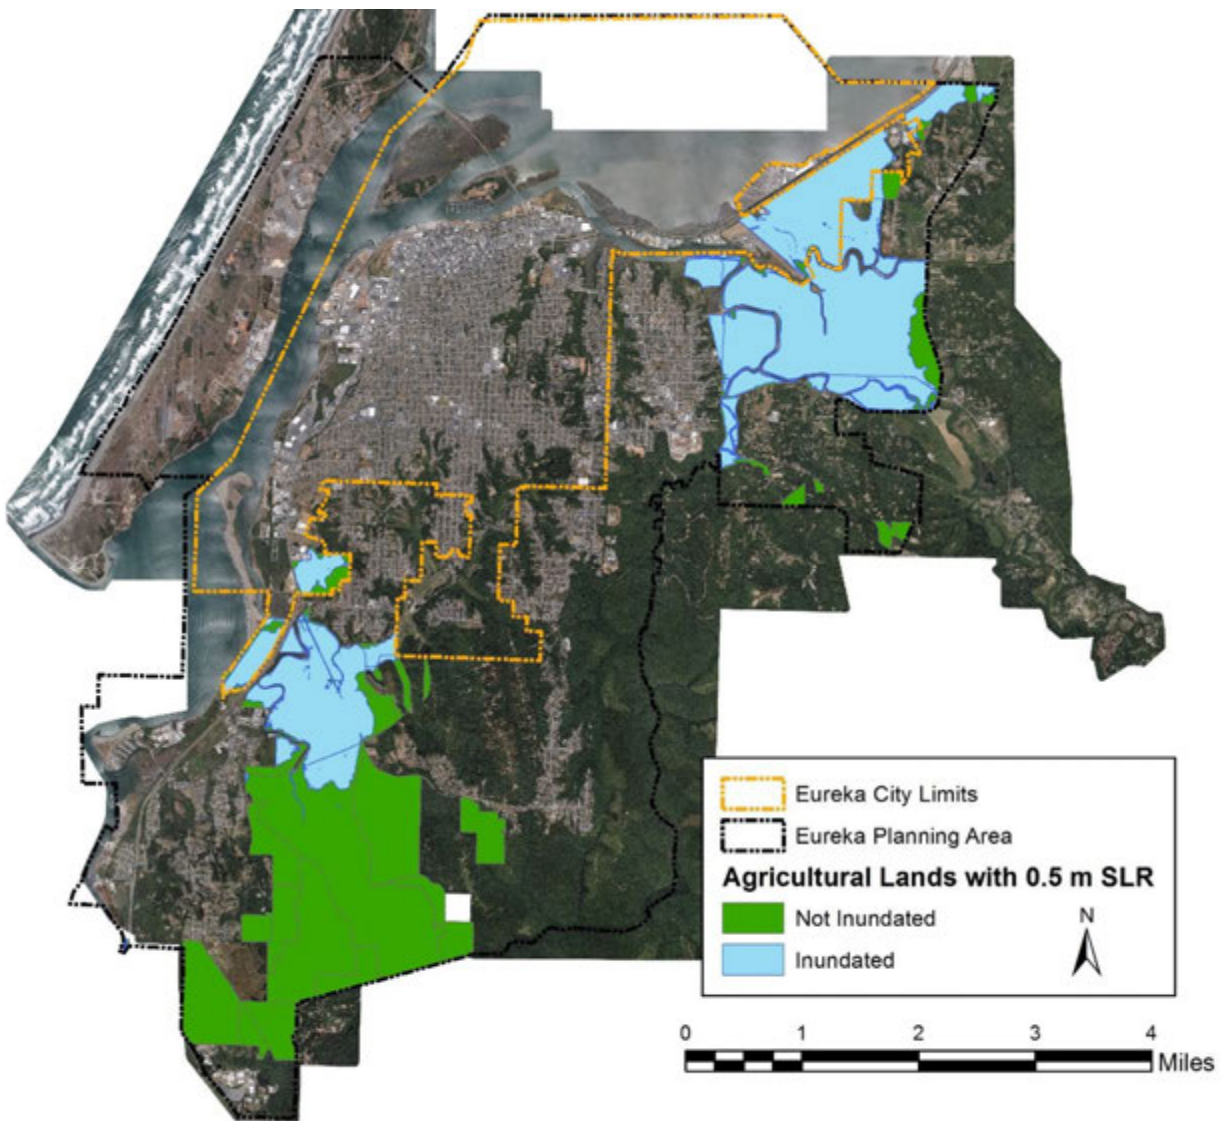 Eureka City Limits
Eureka Planning Area
Agricultural Lands with 0.5 m SLR
Not Inundated
Inundated
N
0 1 2 3 4
Miles